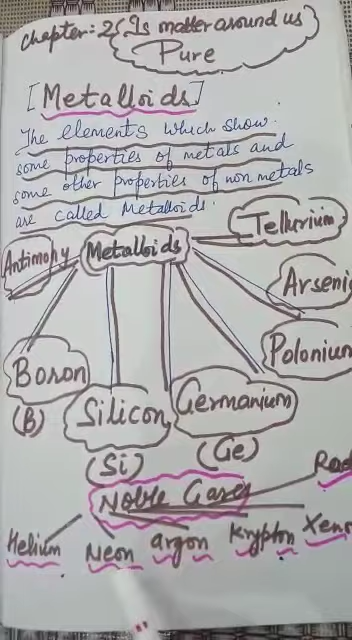 chapter: 2 (Is matter around us
Pure
[Metalloids]
The elements which show
some properties of metals and
some other properties of non metals
are called Metalloids.
Tellurium
Antimony
Metalloids
Arseni
Polonium
Boron
(B)
Silicon
(Si)
Germanium
(Ge)
Noble Gases
Rad
Helium
Neon
argon
Krypton
Xeno